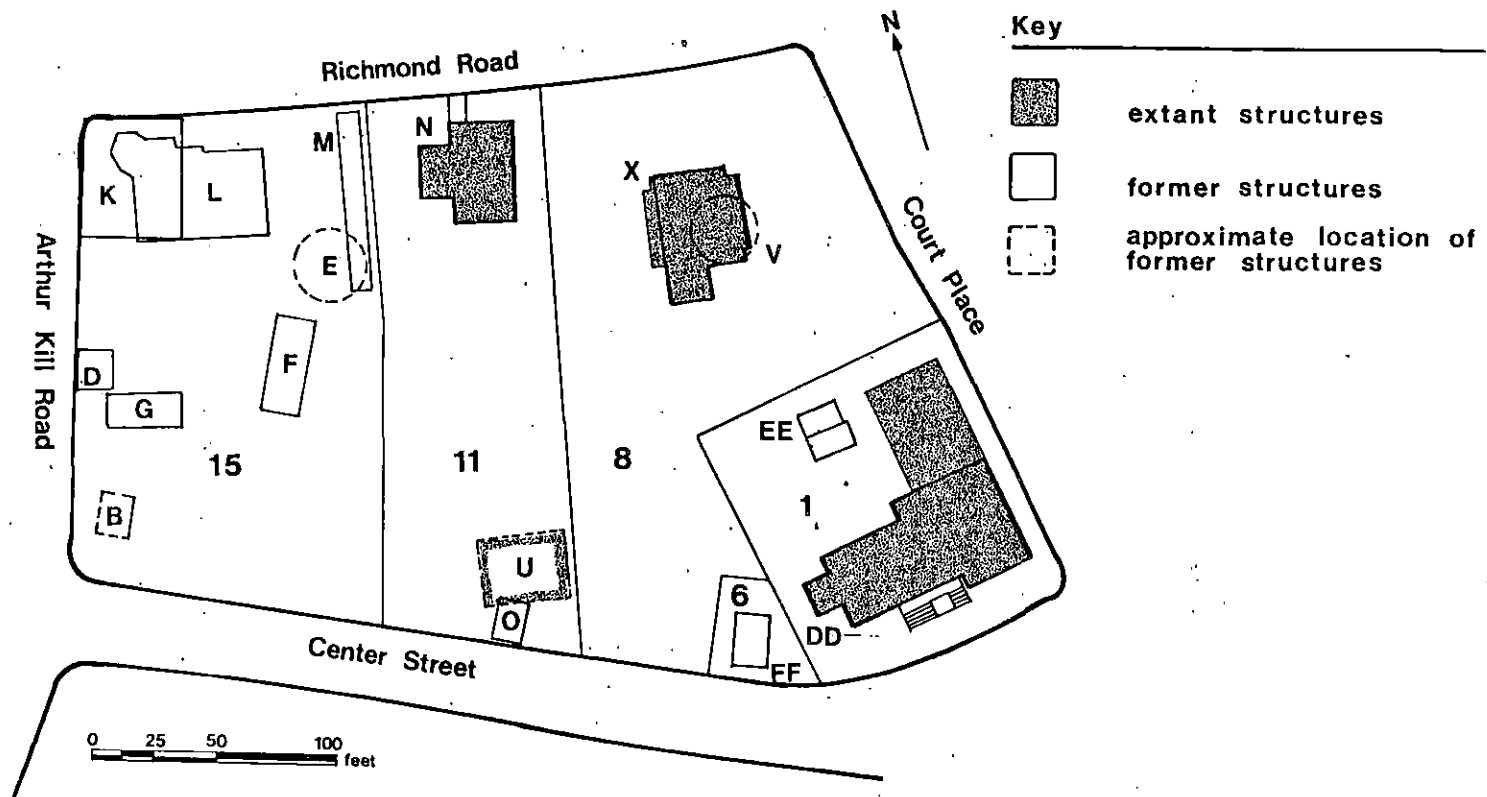 Richmond Road
N
Key
extant structures
former structures
approximate location of
former structures
M
N
X
K
L
E
V
Court Place
Arthur Kill Road
D
F
G
EE
15
11
8
1
B
U
6
O
DD
FF
Center Street
0 25 50 100
feet